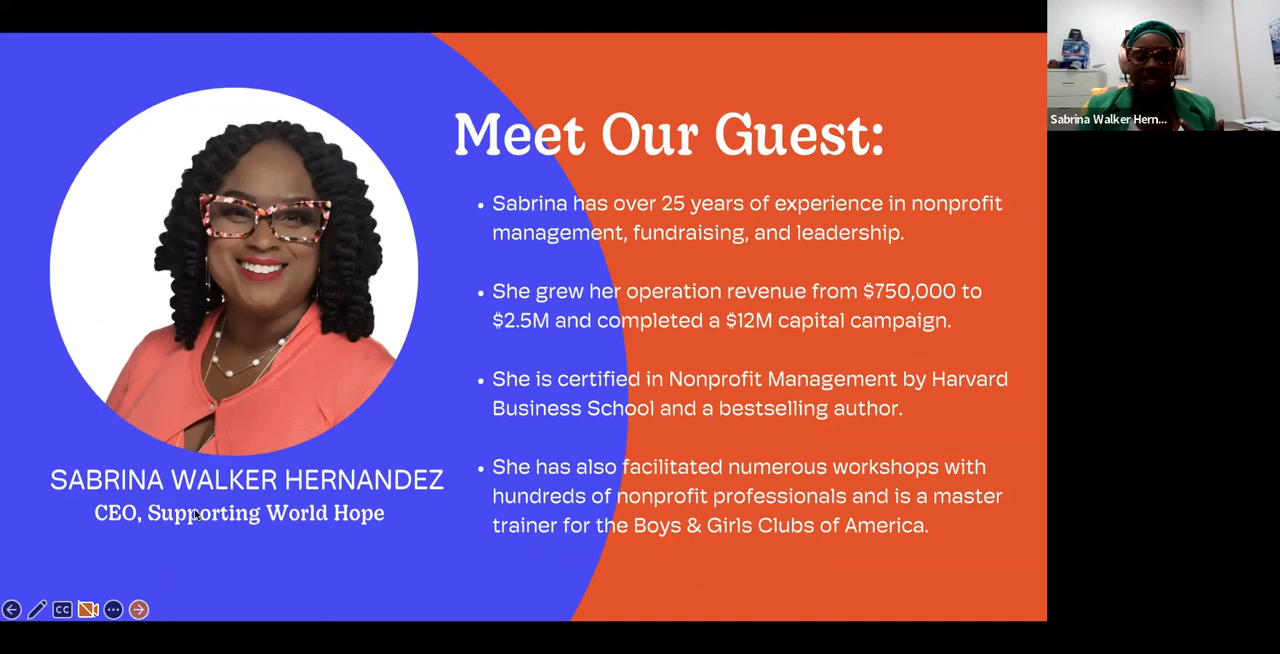 Meet Our Guest:
• Sabrina has over 25 years of experience in nonprofit
management, fundraising, and leadership.
• She grew her operation revenue from $750,000 to
$2.5M and completed a $12M capital campaign.
• She is certified in Nonprofit Management by Harvard
Business School and a bestselling author.
• She has also facilitated numerous workshops with
hundreds of nonprofit professionals and is a master
trainer for the Boys & Girls Clubs of America.
SABRINA WALKER HERNANDEZ
CEO, Supporting World Hope
CC
Sabrina Walker Hern...